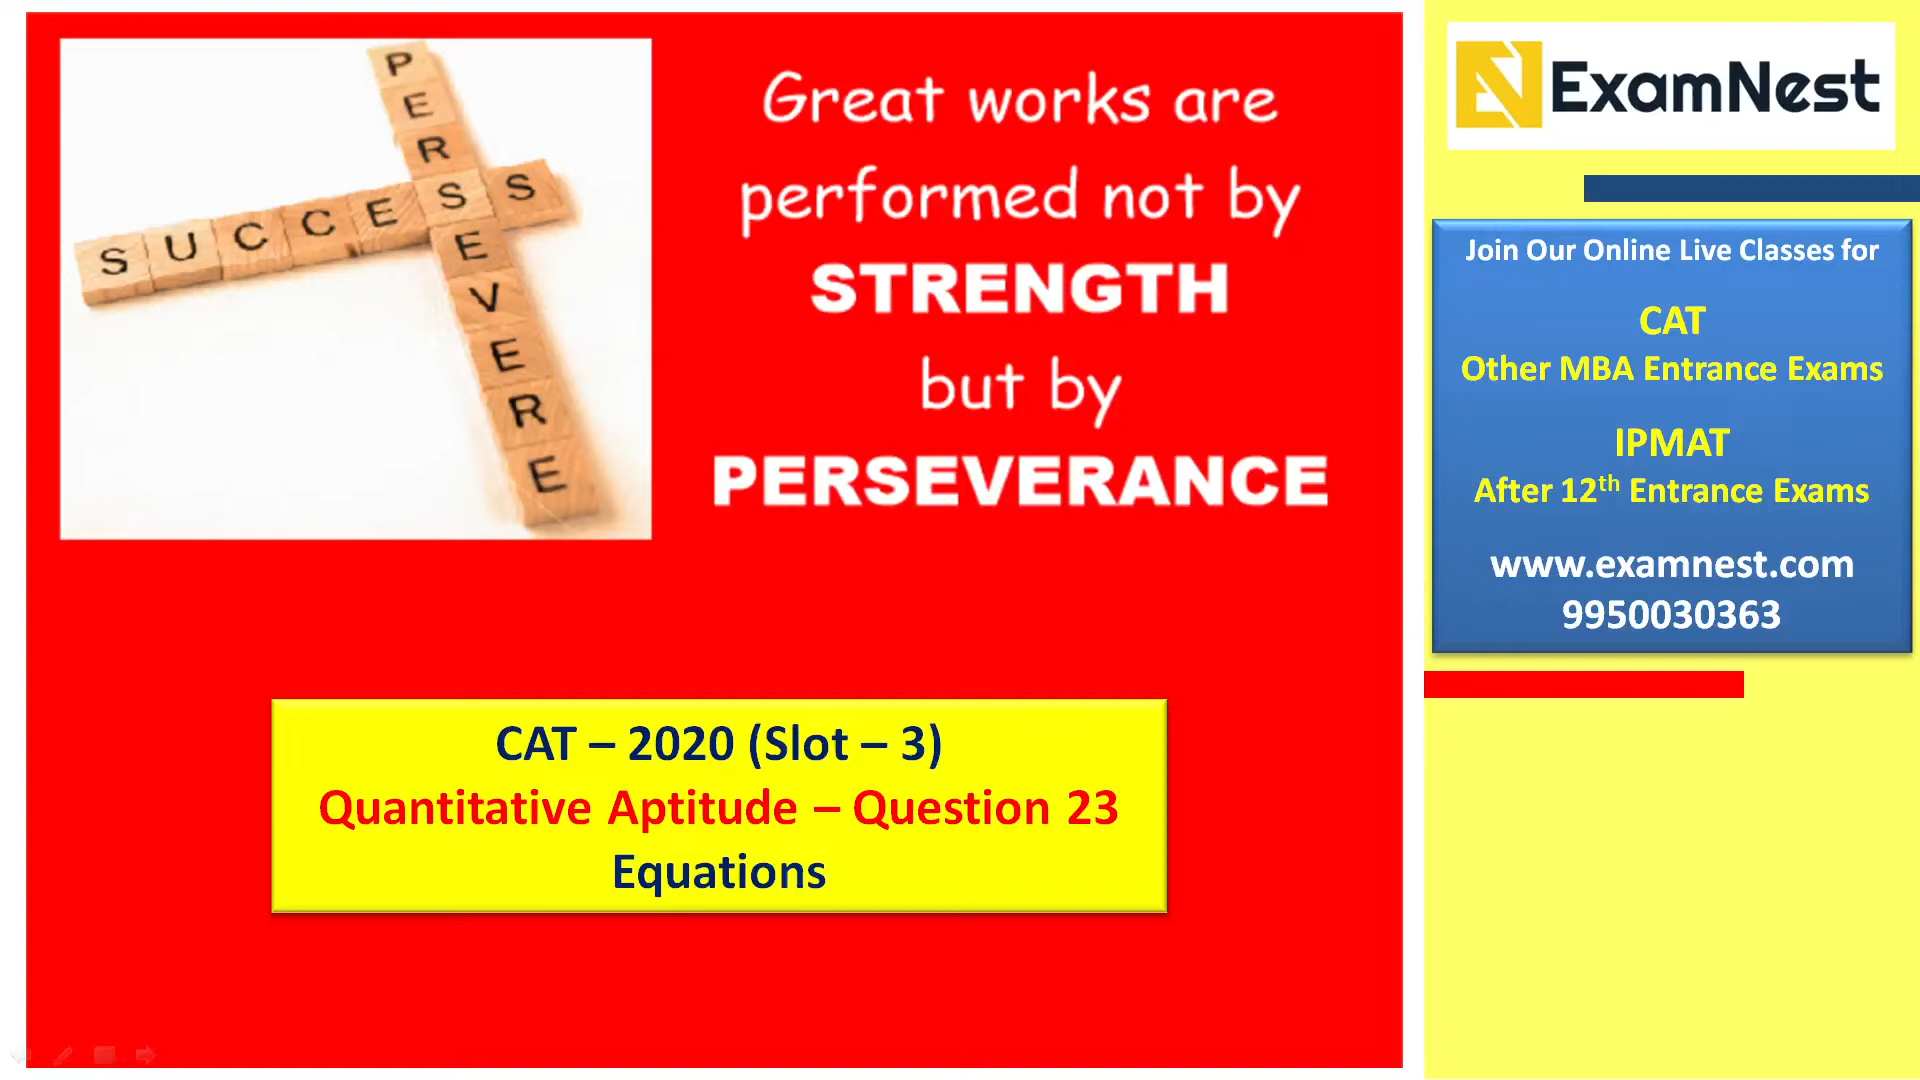 PERSEVERE
SUCCESS
Great works are
performed not by
STRENGTH
but by
PERSEVERANCE
CAT – 2020 (Slot – 3)
Quantitative Aptitude – Question 23
Equations
ExamNest
Join Our Online Live Classes for
CAT
Other MBA Entrance Exams
IPMAT
After 12th Entrance Exams
www.examnest.com
9950030363